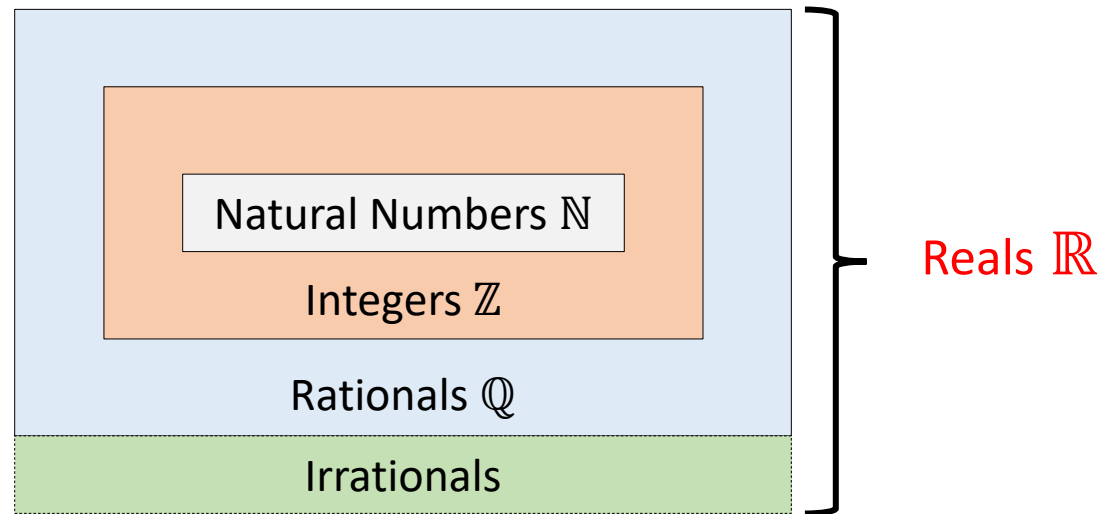 Natural Numbers ℕ
Integers ℤ
Rationals ℚ
Irrationals
Reals ℝ